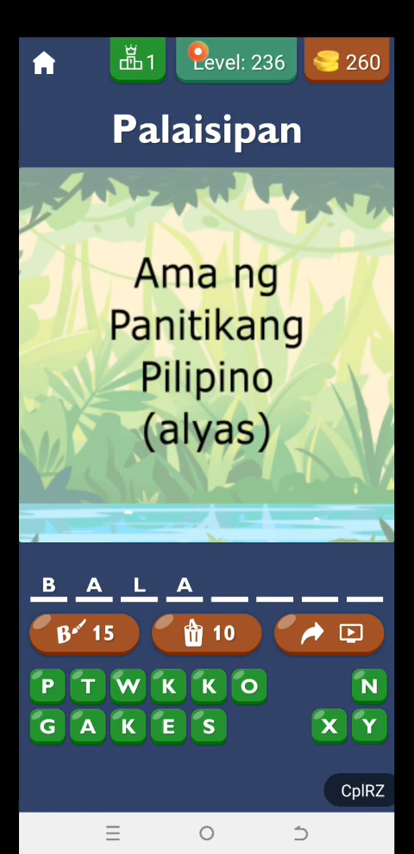 1
Level: 236
260
Palaisipan
Ama ng
Panitikang
Pilipino
(alyas)
B A L A
B 15
10
P T W K K O N
G A K E S X Y
CplRZ